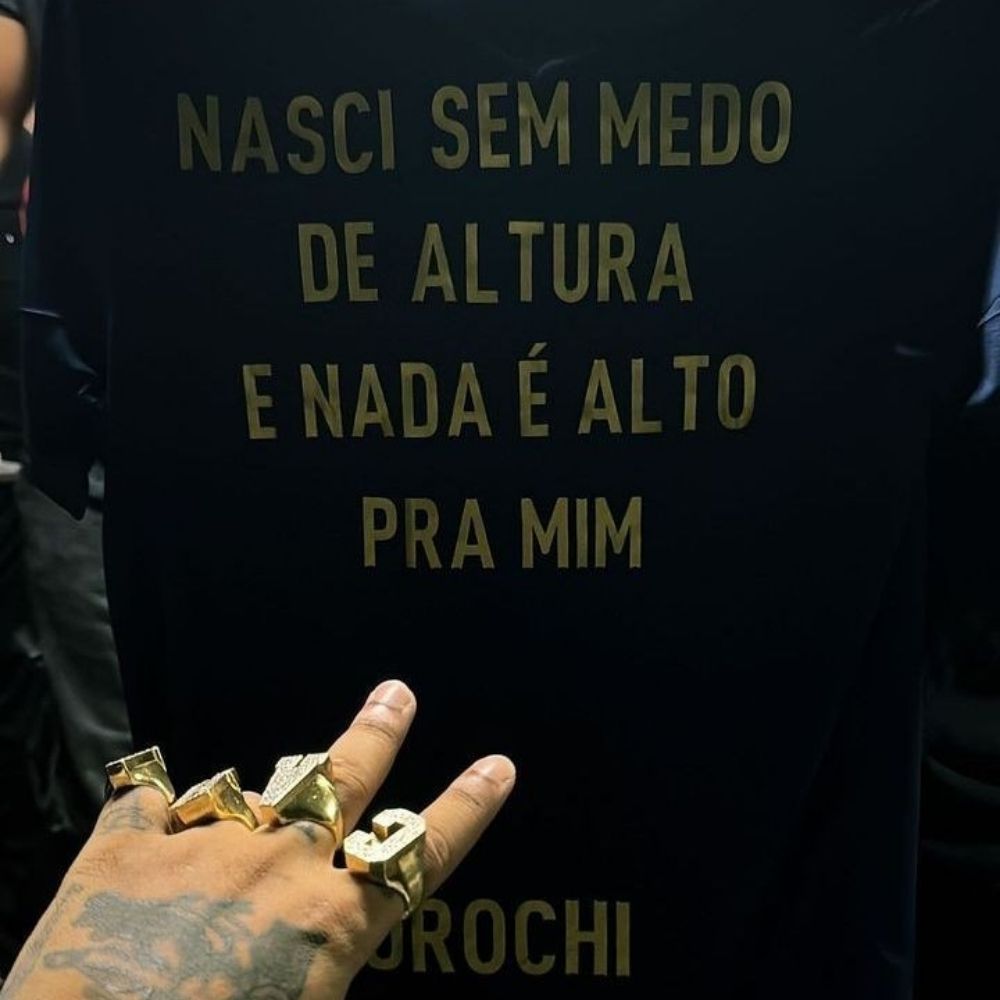 NASCI SEM MEDO
DE ALTURA
E NADA É ALTO
PRA MIM
OROCHI